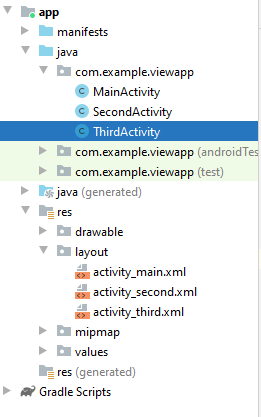 app
manifests
java
com.example.viewapp
MainActivity
SecondActivity
ThirdActivity
com.example.viewapp (androidTes
com.example.viewapp (test)
java (generated)
res
drawable
layout
activity_main.xml
activity_second.xml
activity_third.xml
mipmap
values
res (generated)
Gradle Scripts